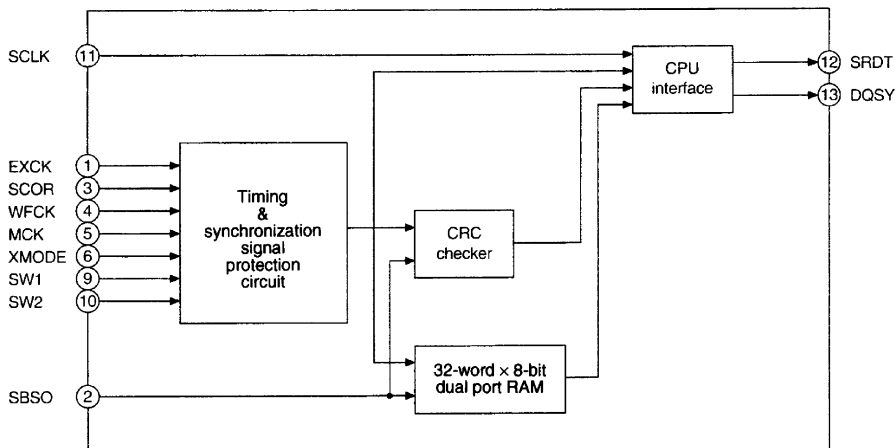 SCLK 11
CPU
interface
12 SRDT
13 DQSY
EXCK 1
SCOR 3
WFCK 4
MCK 5
XMODE 6
SW1 9
SW2 10
Timing
&
synchronization
signal
protection
circuit
CRC
checker
32-word × 8-bit
dual port RAM
SBSO 2